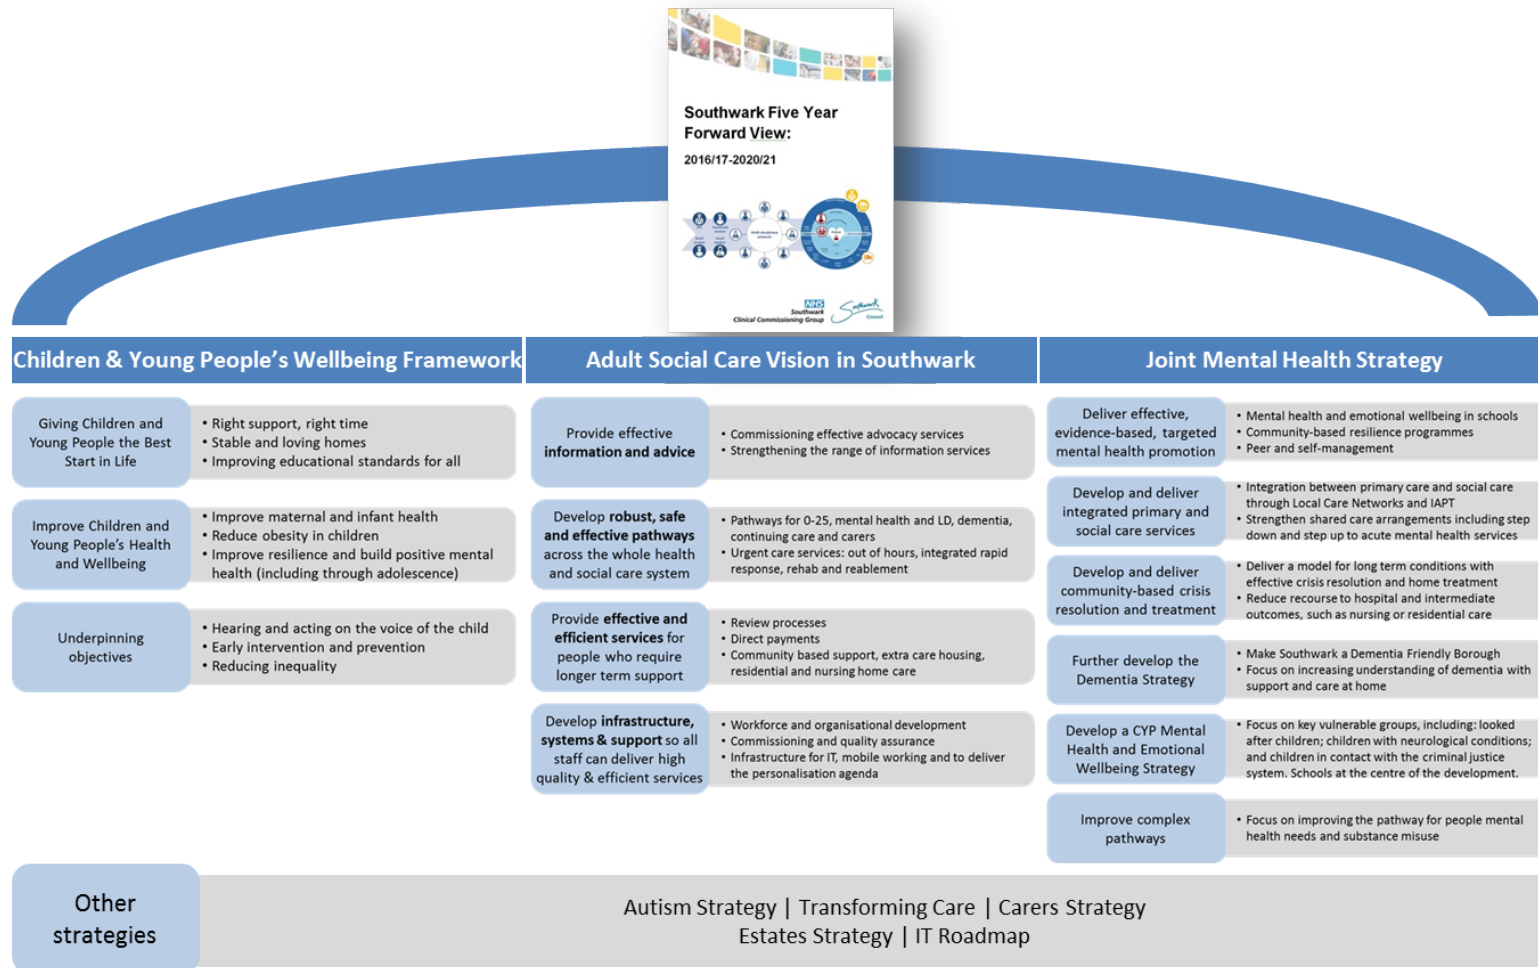 Southwark Five Year
Forward View:
2016/17-2020/21
NHS
Southwark
Clinical Commissioning Group
Southwark
Council
Children & Young People's Wellbeing Framework
Giving Children and
Young People the Best
Start in Life
• Right support, right time
• Stable and loving homes
• Improving educational standards for all
Improve Children and
Young People's Health
and Wellbeing
• Improve maternal and infant health
• Reduce obesity in children
• Improve resilience and build positive mental
health (including through adolescence)
Underpinning
objectives
• Hearing and acting on the voice of the child
• Early intervention and prevention
• Reducing inequality
Adult Social Care Vision in Southwark
Provide effective
information and advice
• Commissioning effective advocacy services
• Strengthening the range of information services
Develop robust, safe
and effective pathways
across the whole health
and social care system
• Pathways for 0-25, mental health and LD, dementia,
continuing care and carers
• Urgent care services: out of hours, integrated rapid
response, rehab and reablement
Provide effective and
efficient services for
people who require
longer term support
• Review processes
• Direct payments
• Community based support, extra care housing,
residential and nursing home care
Develop infrastructure,
systems & support so all
staff can deliver high
quality & efficient services
• Workforce and organisational development
• Commissioning and quality assurance
• Infrastructure for IT, mobile working and to deliver
the personalisation agenda
Joint Mental Health Strategy
Deliver effective,
evidence-based, targeted
mental health promotion
• Mental health and emotional wellbeing in schools
• Community-based resilience programmes
• Peer and self-management
Develop and deliver
integrated primary and
social care services
• Integration between primary care and social care
through Local Care Networks and IAPT
• Strengthen shared care arrangements including step
down and step up to acute mental health services
Develop and deliver
community-based crisis
resolution and treatment
• Deliver a model for long term conditions with
effective crisis resolution and home treatment
• Reduce recourse to hospital and intermediate
outcomes, such as nursing or residential care
Further develop the
Dementia Strategy
• Make Southwark a Dementia Friendly Borough
• Focus on increasing understanding of dementia with
support and care at home
Develop a CYP Mental
Health and Emotional
Wellbeing Strategy
• Focus on key vulnerable groups, including: looked
after children; children with neurological conditions;
and children in contact with the criminal justice
system. Schools at the centre of the development.
Improve complex
pathways
• Focus on improving the pathway for people mental
health needs and substance misuse
Other
strategies
Autism Strategy | Transforming Care | Carers Strategy
Estates Strategy | IT Roadmap